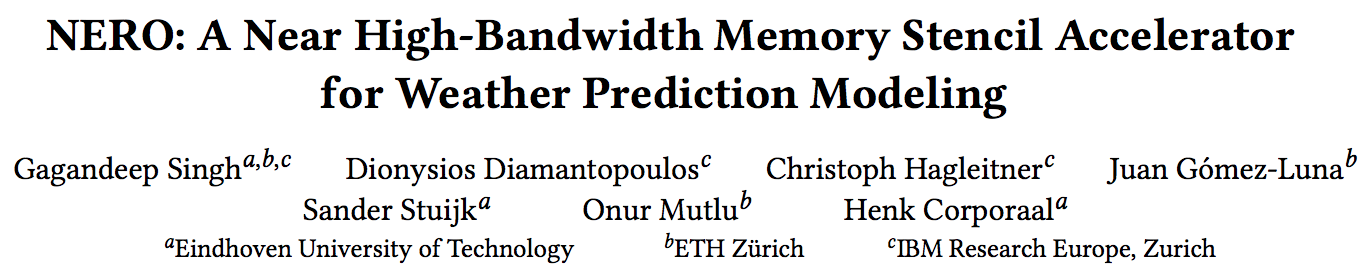 NERO: A Near High-Bandwidth Memory Stencil Accelerator
for Weather Prediction Modeling
Gagandeep Singh^a,b,c Dionysios Diamantopoulos^c Christoph Hagleitner^c Juan Gómez-Luna^b
Sander Stuijk^a Onur Mutlu^b Henk Corporaal^a
^aEindhoven University of Technology ^bETH Zürich ^cIBM Research Europe, Zurich